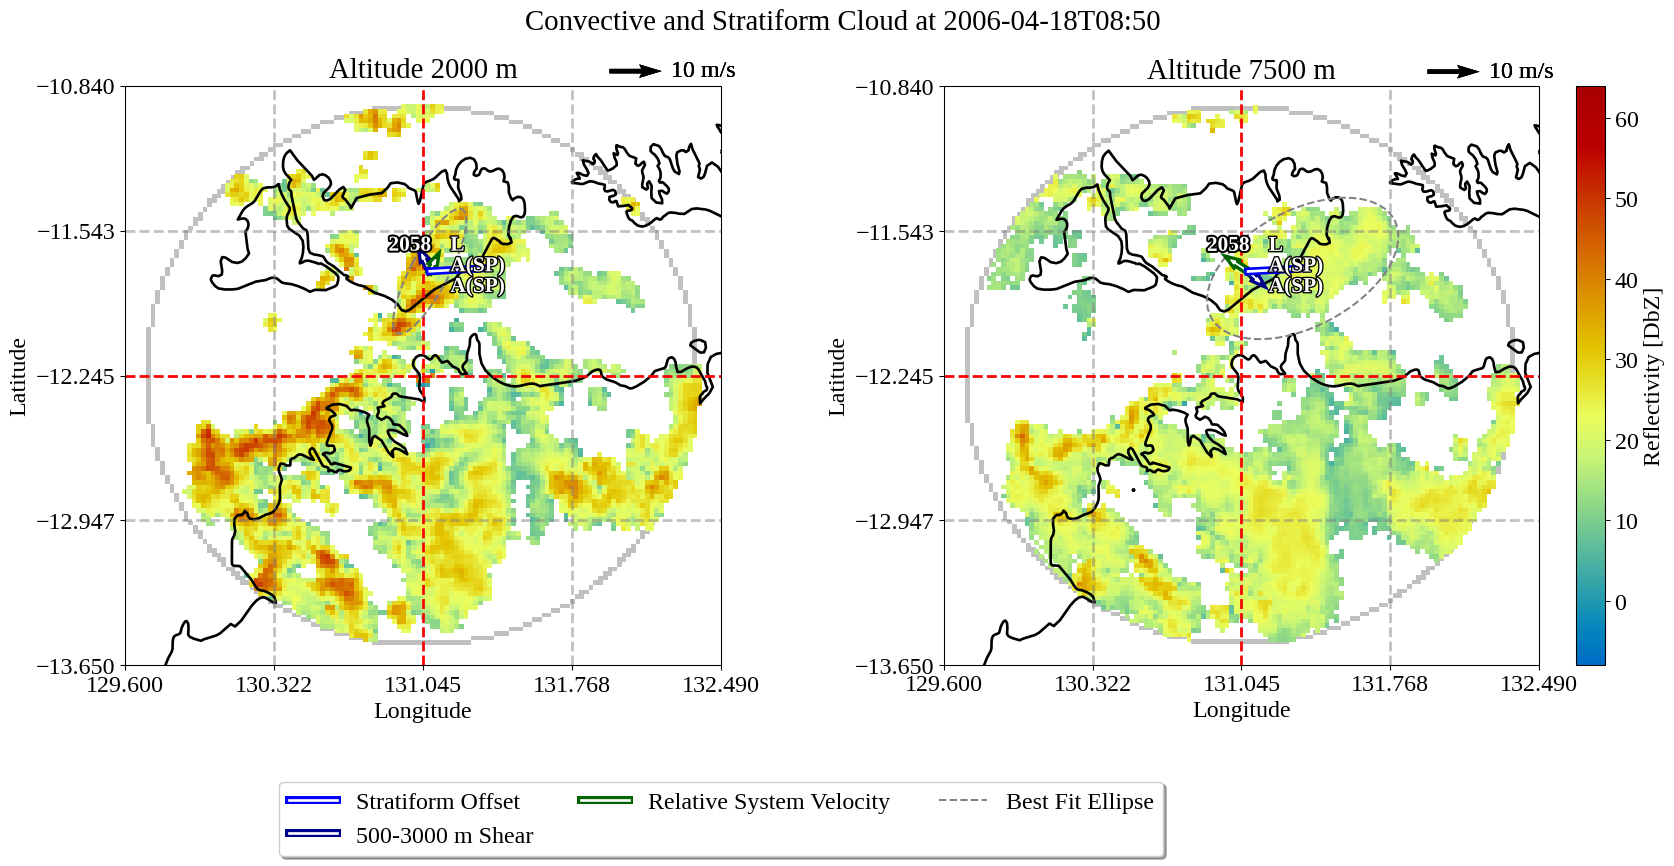 Convective and Stratiform Cloud at 2006-04-18T08:50
Altitude 2000 m
10 m/s
−10.840
−11.543
−12.245
−12.947
−13.650
Latitude
129.600
130.322
131.045
131.768
132.490
Longitude
2058
L
A(SP)
A(SP)
Altitude 7500 m
10 m/s
−10.840
−11.543
−12.245
−12.947
−13.650
Latitude
129.600
130.322
131.045
131.768
132.490
Longitude
2058
L
A(SP)
A(SP)
60
50
40
30
20
10
0
Reflectivity [DbZ]
Stratiform Offset
500-3000 m Shear
Relative System Velocity
Best Fit Ellipse